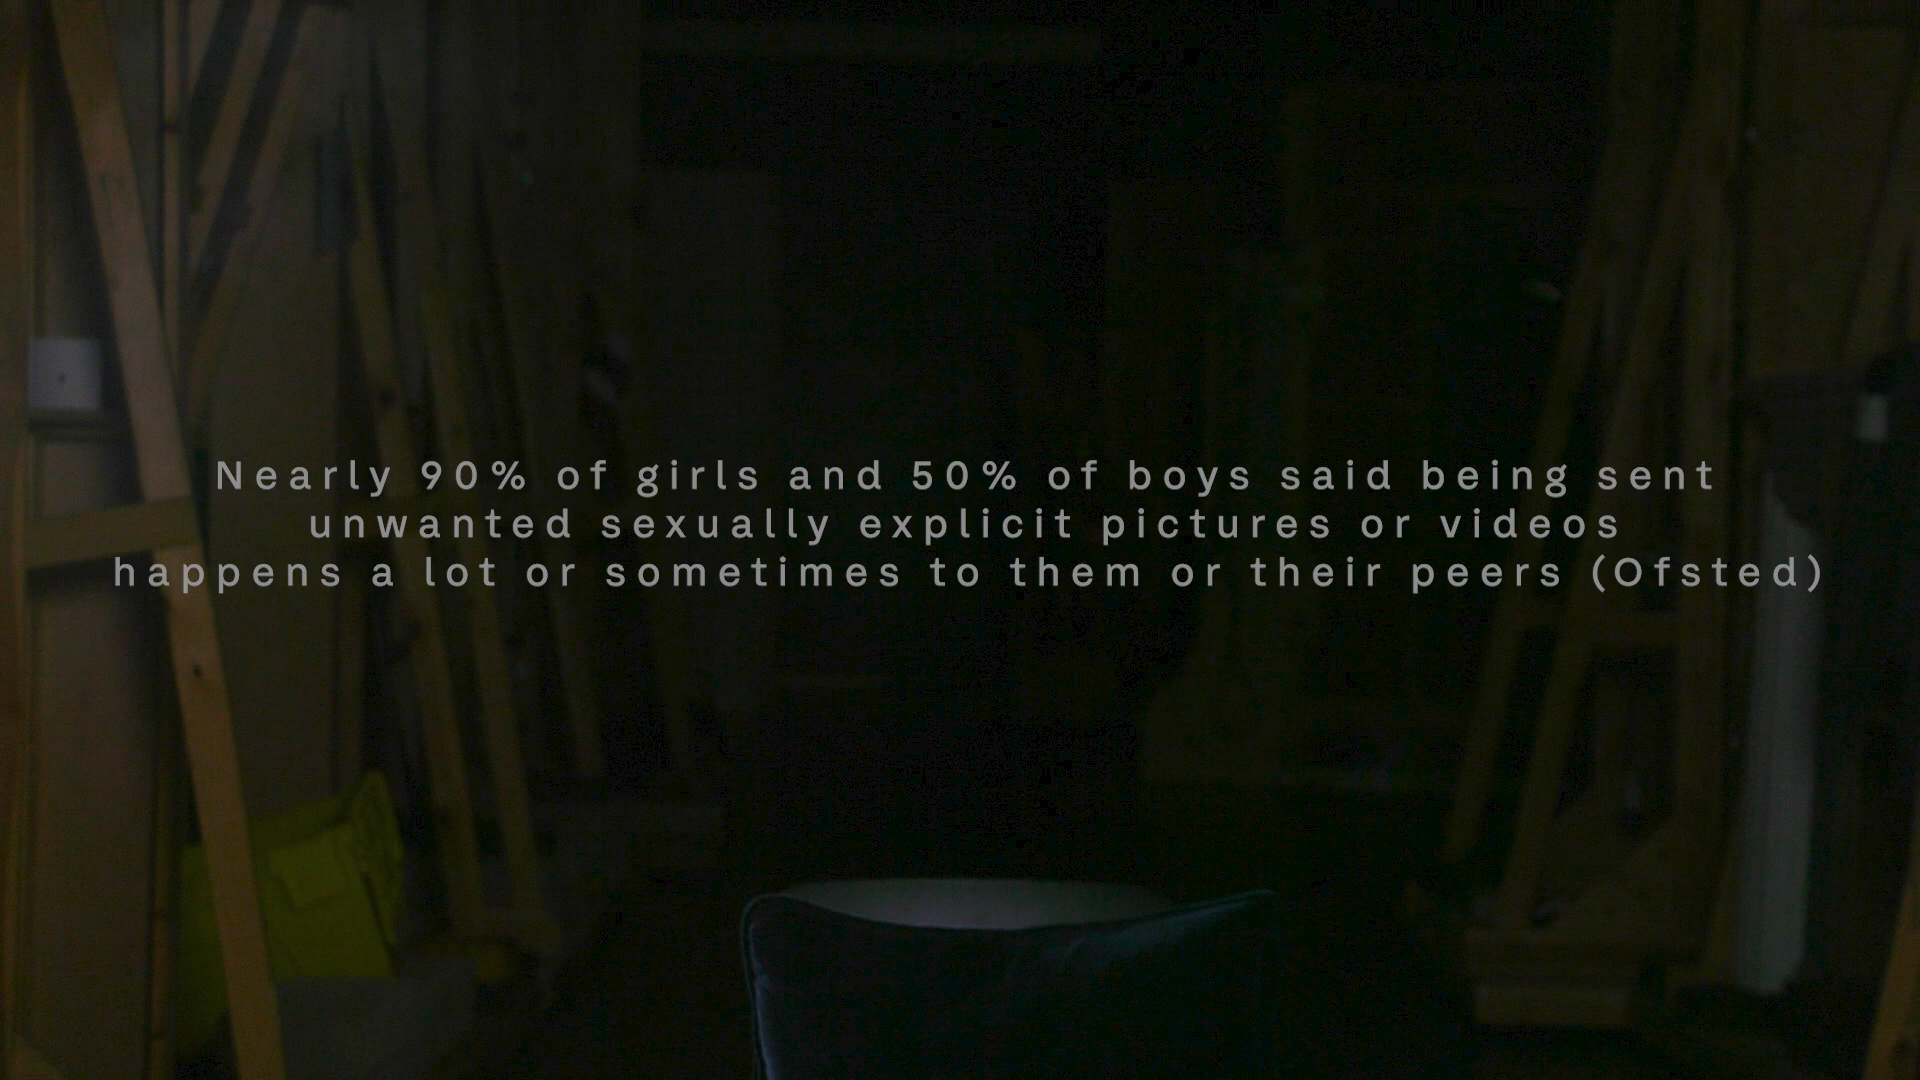 Nearly 90% of girls and 50% of boys said being sent
unwanted sexually explicit pictures or videos
happens a lot or sometimes to them or their peers (Ofsted)